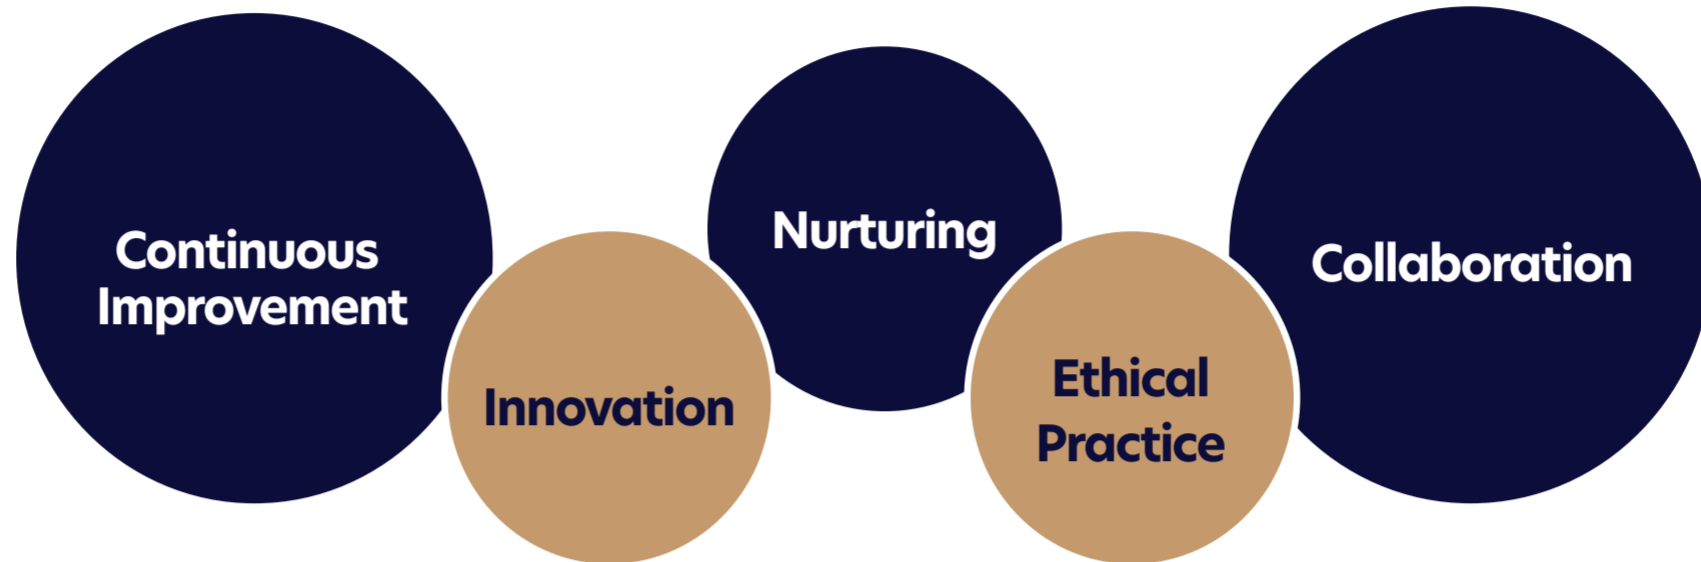 Continuous
Improvement
Innovation
Nurturing
Ethical
Practice
Collaboration